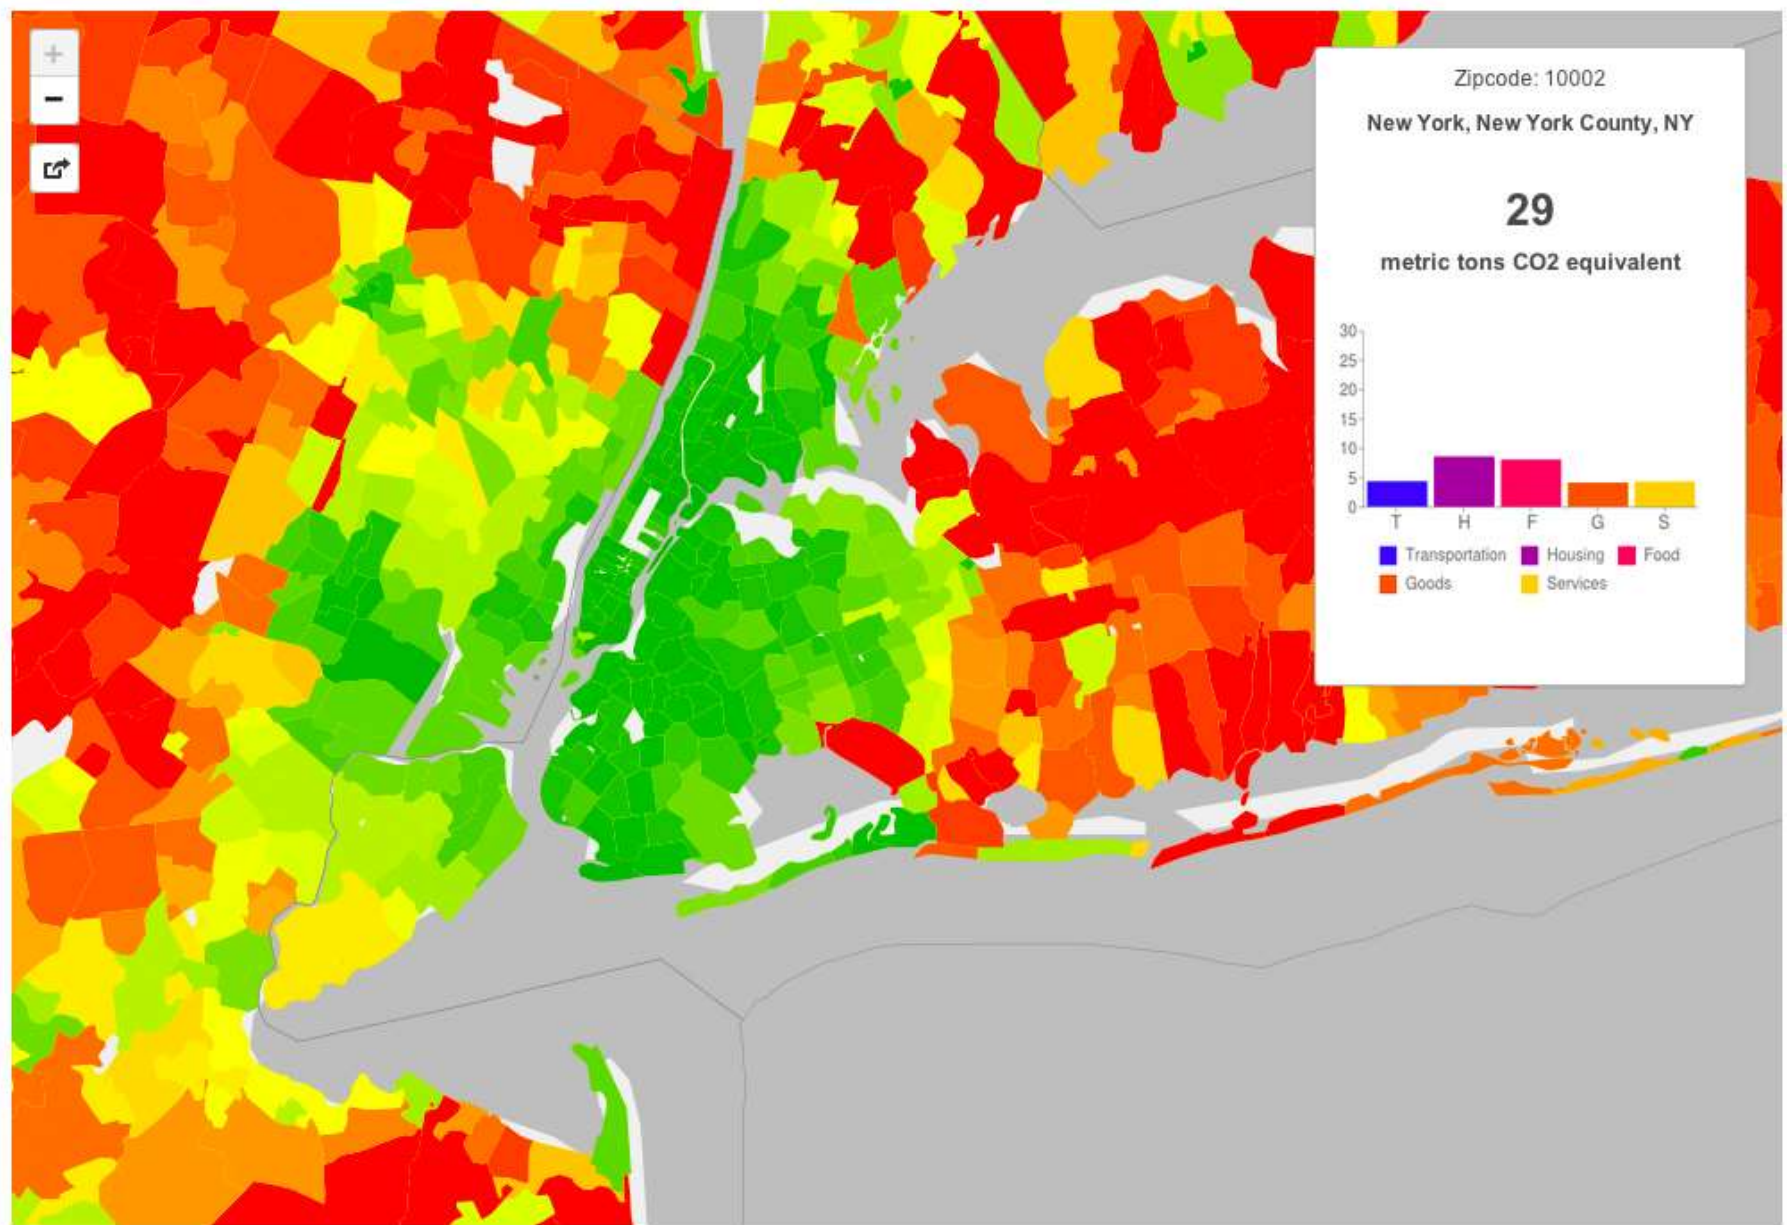 +
−
Zipcode: 10002
New York, New York County, NY
29
metric tons CO2 equivalent
30
25
20
15
10
5
0
T H F G S
Transportation Housing Food
Goods Services